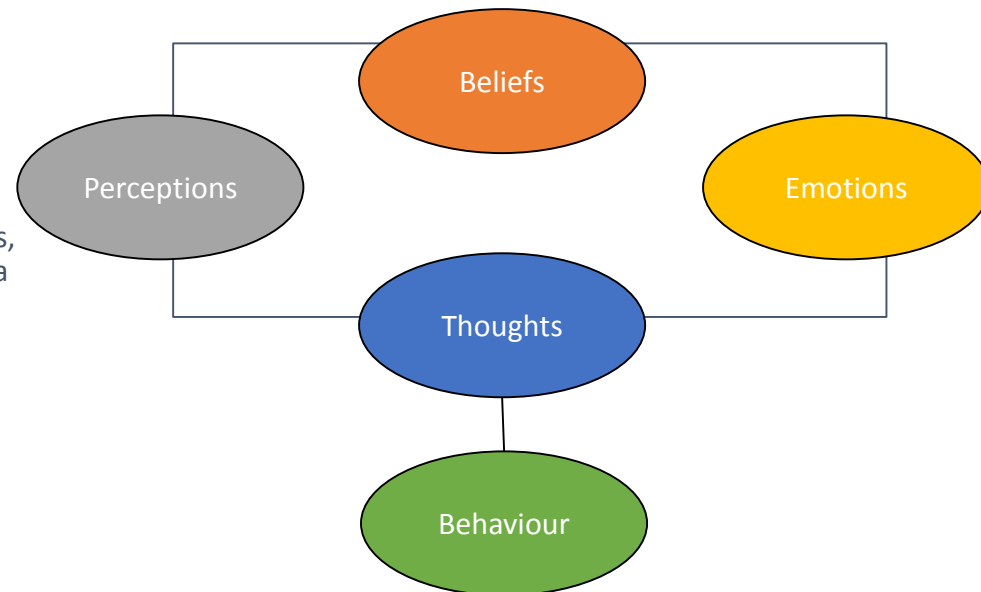 Beliefs
Perceptions
Emotions
s,
a
Thoughts
Behaviour